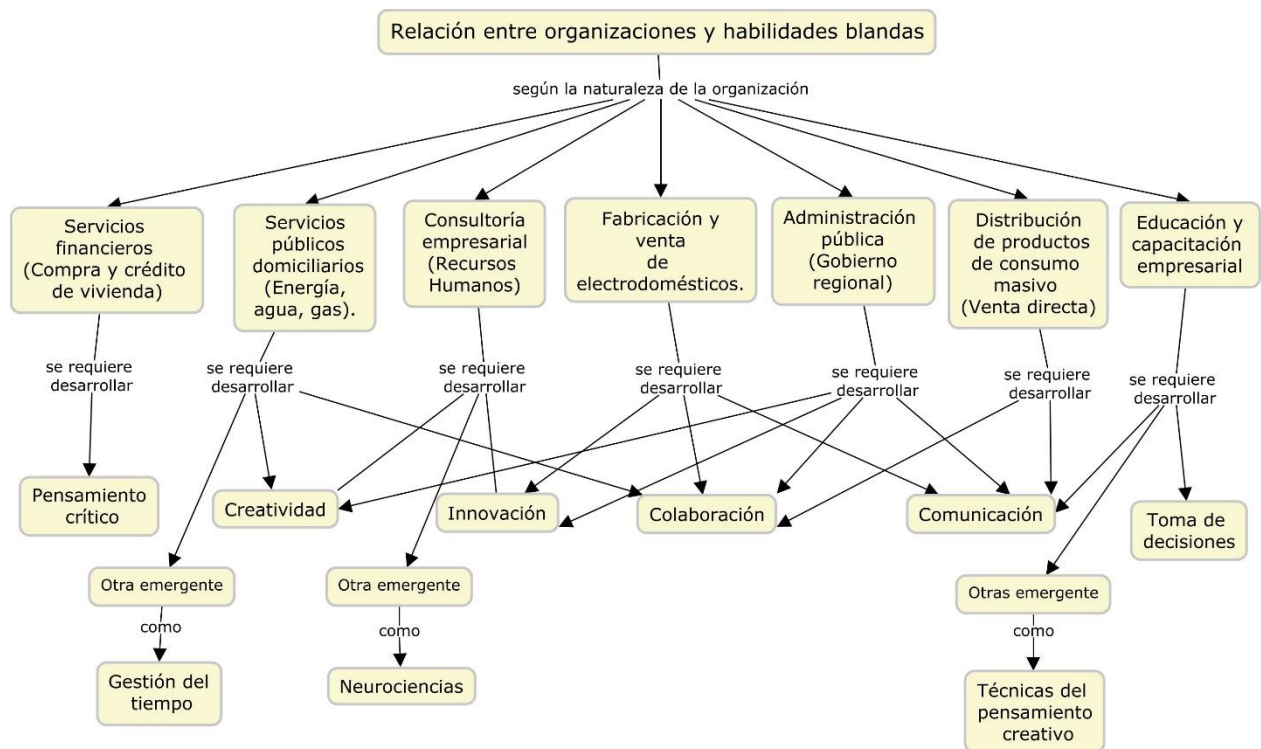 Relación entre organizaciones y habilidades blandas
según la naturaleza de la organización
Servicios
financieros
(Compra y crédito
de vivienda)
Servicios
públicos
domiciliarios
(Energía,
agua, gas).
Consultoría
empresarial
(Recursos
Humanos)
Fabricación y
venta
de
electrodomésticos.
Administración
pública
(Gobierno
regional)
Distribución
de productos
de consumo
masivo
(Venta directa)
Educación y
capacitación
empresarial
se requiere
desarrollar
se requiere
desarrollar
se requiere
desarrollar
se requiere
desarrollar
se requiere
desarrollar
se requiere
desarrollar
se requiere
desarrollar
Pensamiento
crítico
Creatividad
Innovación
Colaboración
Comunicación
Toma de
decisiones
Otra emergente
Otra emergente
Otras emergente
como
como
como
Gestión del
tiempo
Neurociencias
Técnicas del
pensamiento
creativo